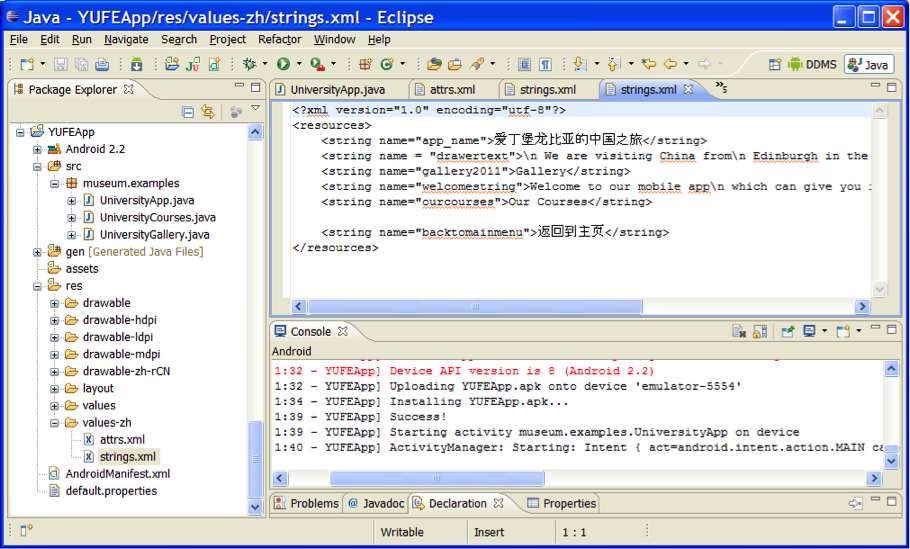 Java - YUFEApp/res/values-zh/strings.xml - Eclipse
File Edit Run Navigate Search Project Refactor Window Help
DDMS Java
Package Explorer
YUFEApp
Android 2.2
src
museum.examples
UniversityApp.java
UniversityCourses.java
UniversityGallery.java
gen [Generated Java Files]
assets
res
drawable
drawable-hdpi
drawable-ldpi
drawable-mdpi
drawable-zh-rCN
layout
values
values-zh
attrs.xml
strings.xml
AndroidManifest.xml
default.properties
UniversityApp.java attrs.xml strings.xml strings.xml »5
<?xml version="1.0" encoding="utf-8"?>
<resources>
<string name="app_name">爱丁堡龙比亚的中国之旅</string>
<string name = "drawertext">\n We are visiting China from\n Edinburgh in the
<string name="gallery2011">Gallery</string>
<string name="welcomestring">Welcome to our mobile app\n which can give you
<string name="ourcourses">Our Courses</string>
<string name="backtomainmenu">返回到主页</string>
</resources>
Console
Android
1:32 - YUFEApp] Device API version is 8 (Android 2.2)
1:32 - YUFEApp] Uploading YUFEApp.apk onto device 'emulator-5554'
1:34 - YUFEApp] Installing YUFEApp.apk...
1:39 - YUFEApp] Success!
1:39 - YUFEApp] Starting activity museum.examples.UniversityApp on device
1:40 - YUFEApp] ActivityManager: Starting: Intent { act=android.intent.action.MAIN ca
Problems @ Javadoc Declaration Properties
Writable Insert 1 : 1